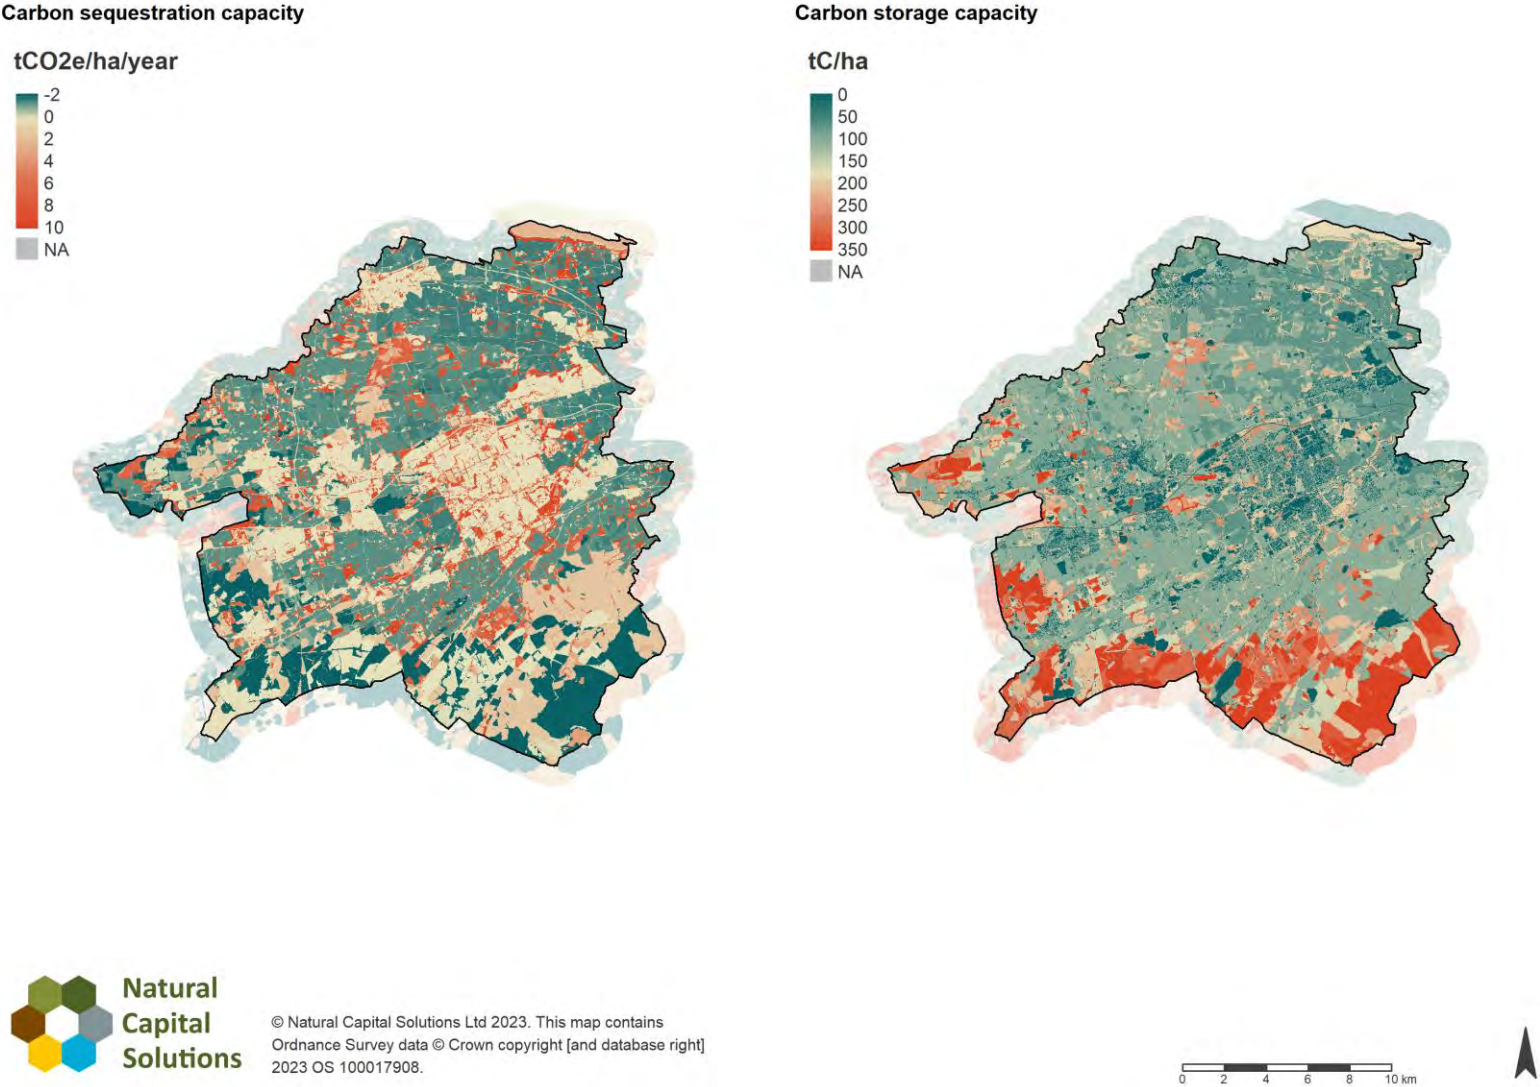 Carbon sequestration capacity
tCO2e/ha/year
-2
0
2
4
6
8
10
NA
Carbon storage capacity
tC/ha
0
50
100
150
200
250
300
350
NA
Natural
Capital
Solutions
© Natural Capital Solutions Ltd 2023. This map contains
Ordnance Survey data © Crown copyright [and database right]
2023 OS 100017908.
0 2 4 6 8 10 km